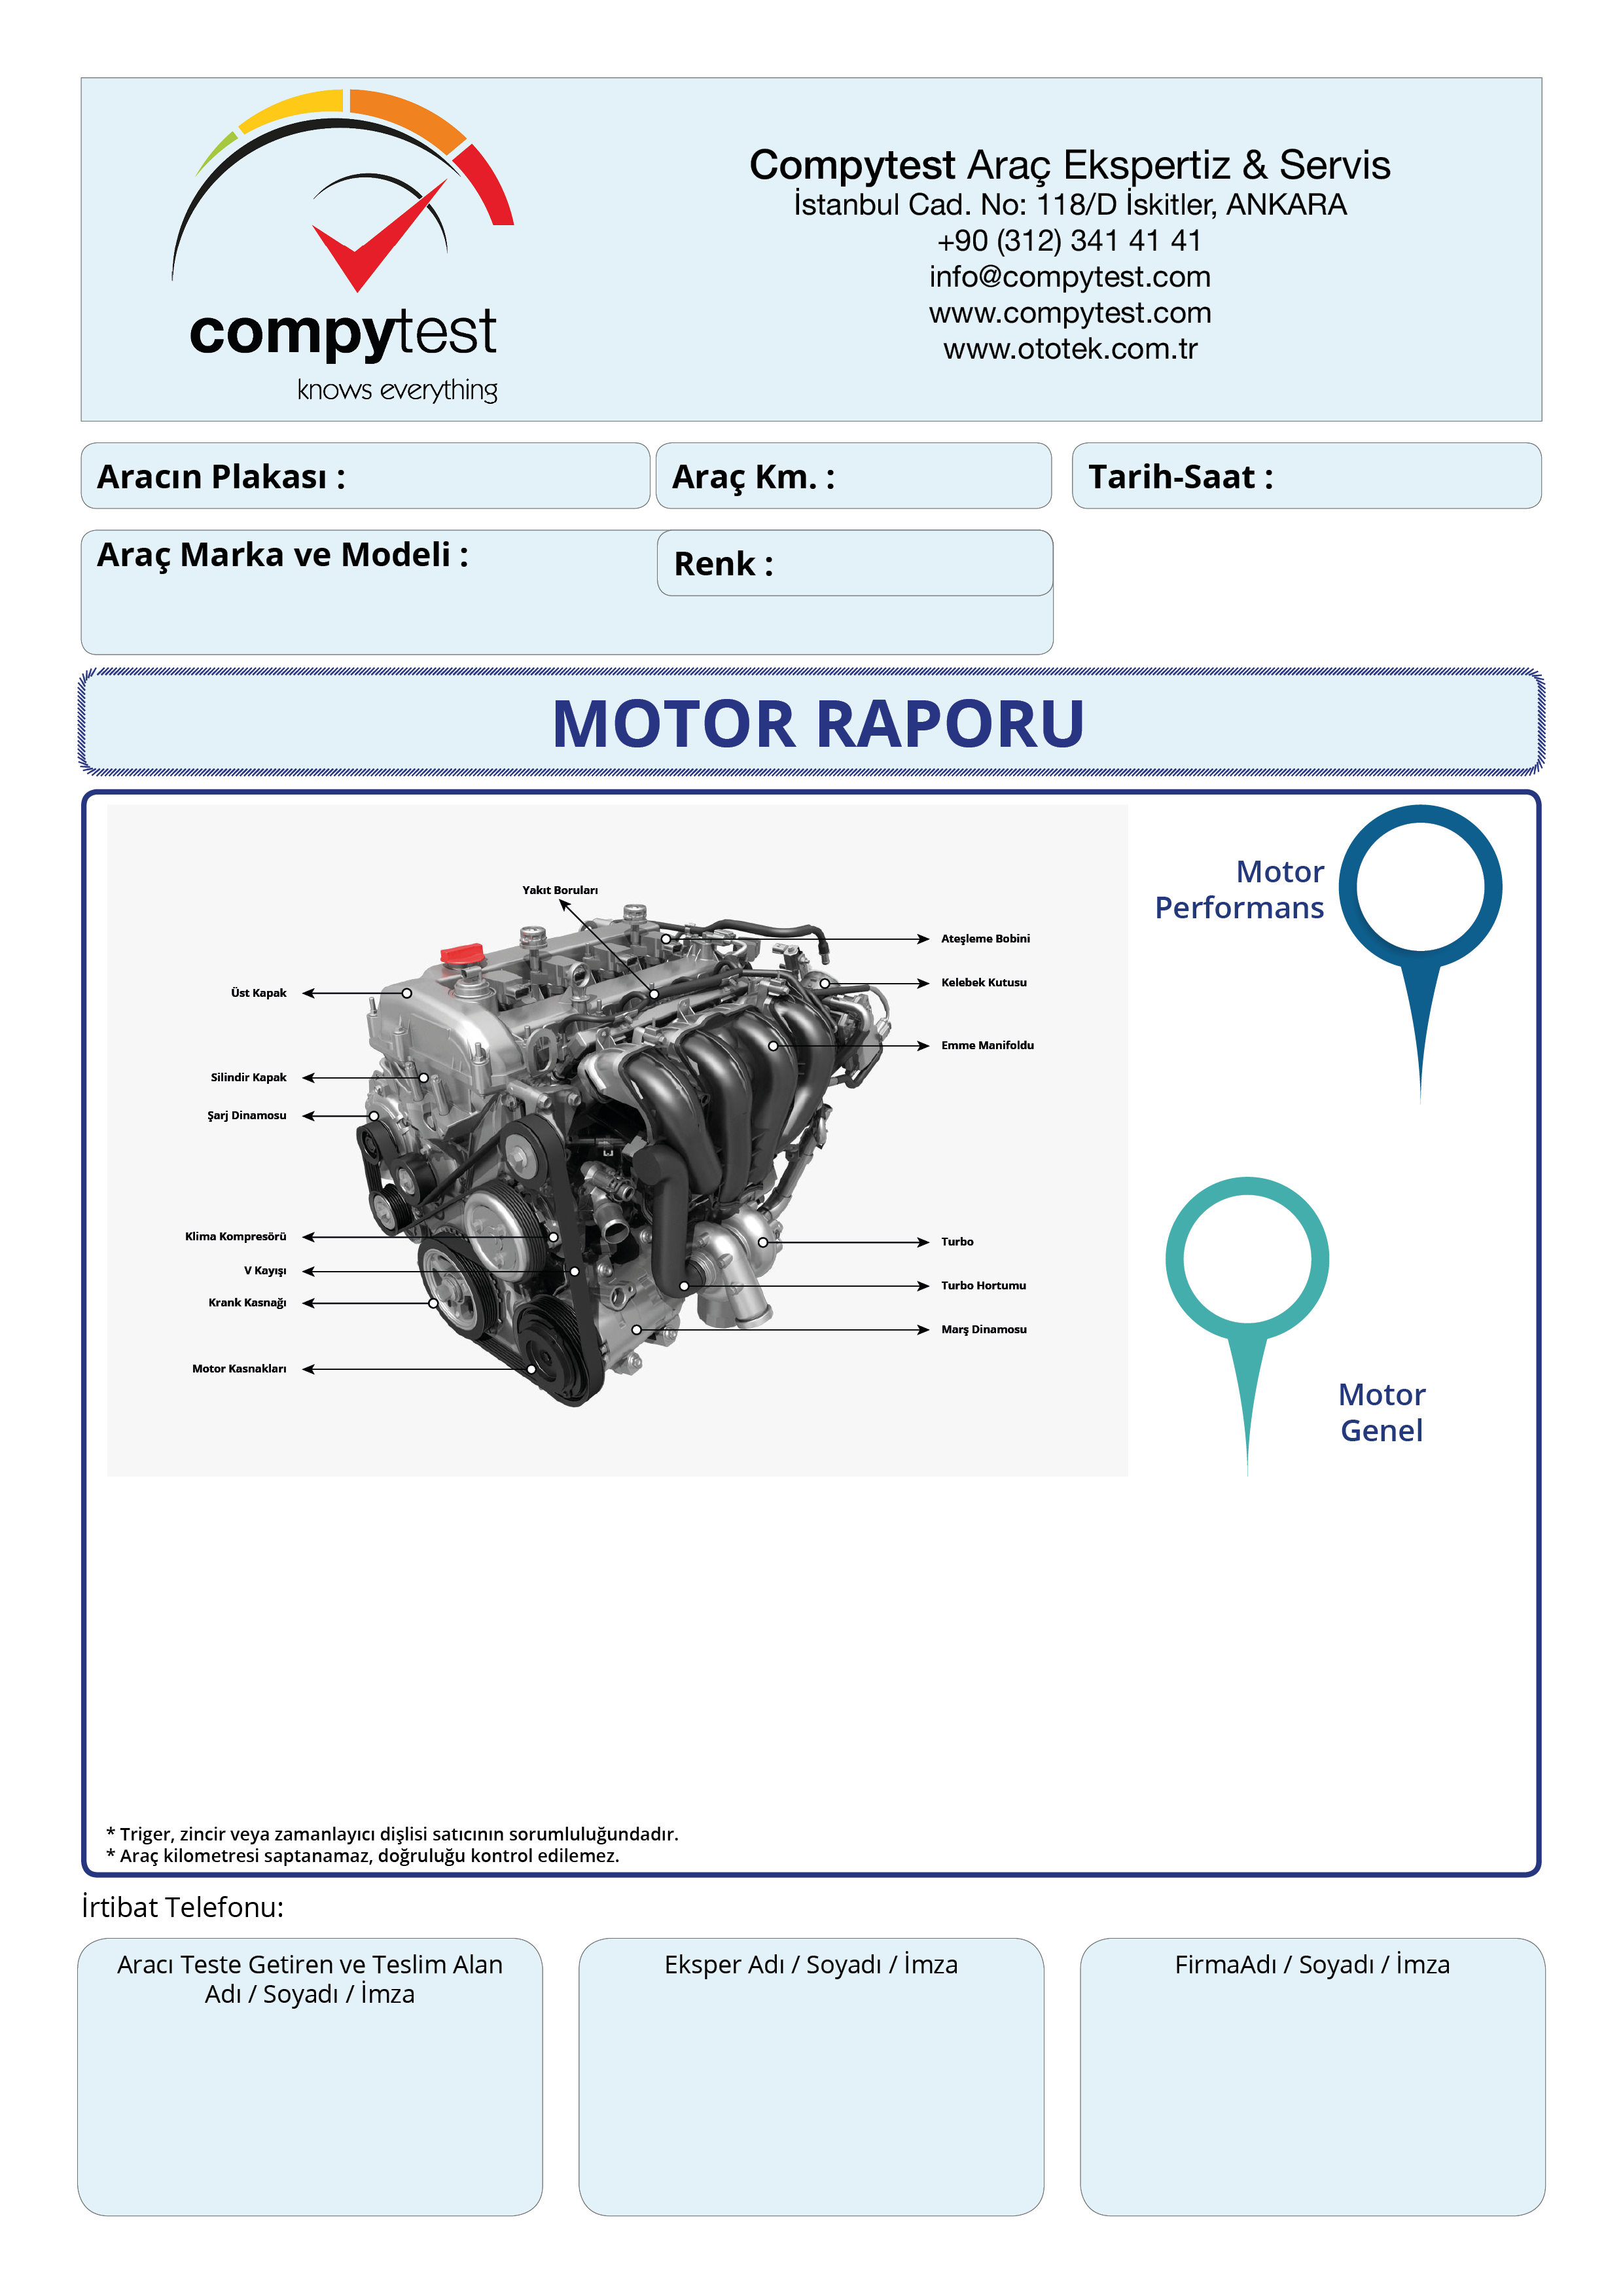 compytest
knows everything
Compytest Araç Ekspertiz & Servis
İstanbul Cad. No: 118/D İskitler, ANKARA
+90 (312) 341 41 41
info@compytest.com
www.compytest.com
www.ototek.com.tr
Aracın Plakası :
Araç Km. :
Tarih-Saat :
Araç Marka ve Modeli :
Renk :
MOTOR RAPORU
Yakıt Boruları
Ateşleme Bobini
Kelebek Kutusu
Üst Kapak
Emme Manifoldu
Silindir Kapak
Şarj Dinamosu
Klima Kompresörü
Turbo
V Kayışı
Turbo Hortumu
Krank Kasnağı
Marş Dinamosu
Motor Kasnakları
Motor
Performans
Motor
Genel
* Triger, zincir veya zamanlayıcı dişlisi satıcının sorumluluğundadır.
* Araç kilometresi saptanamaz, doğruluğu kontrol edilemez.
İrtibat Telefonu:
Aracı Teste Getiren ve Teslim Alan
Adı / Soyadı / İmza
Eksper Adı / Soyadı / İmza
FirmaAdı / Soyadı / İmza